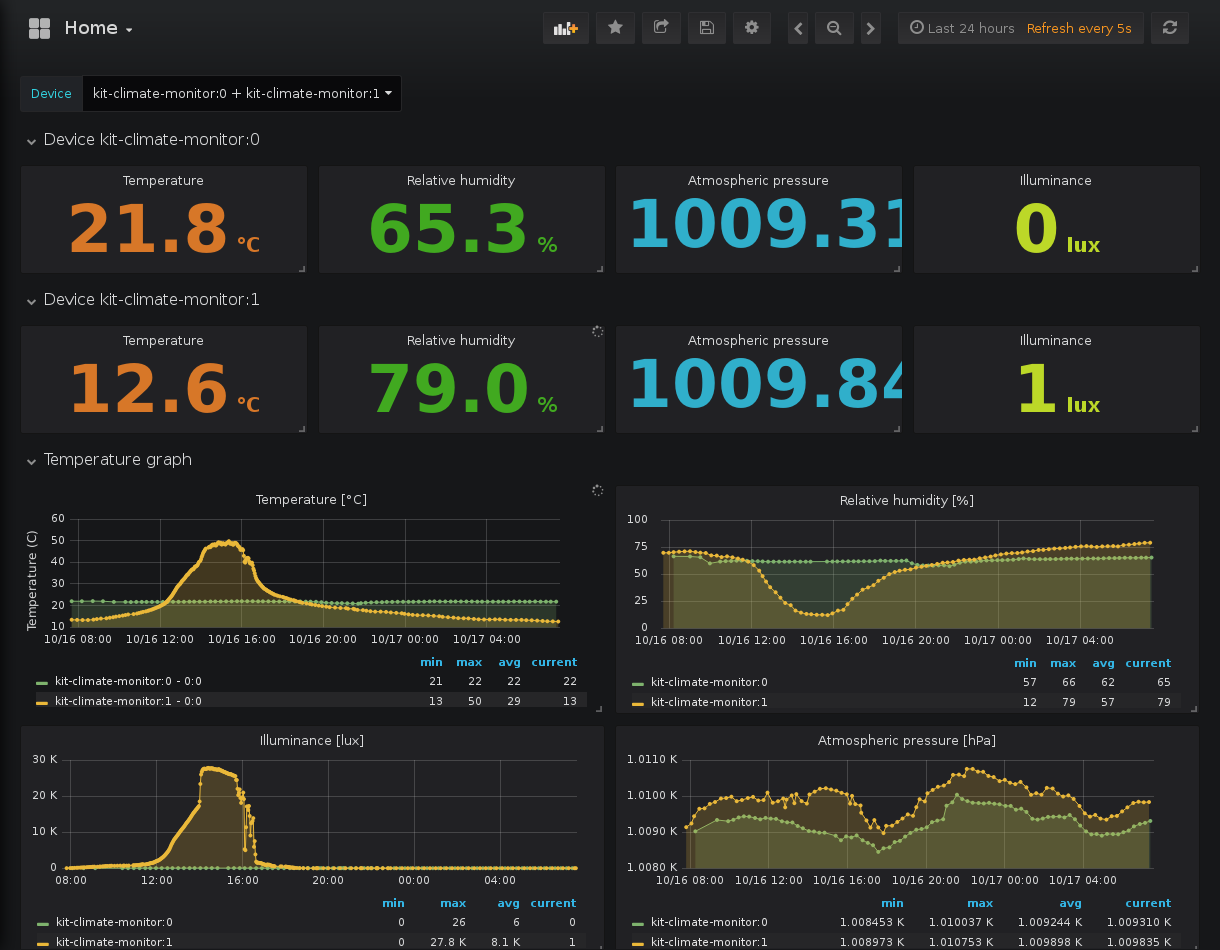 Home
Last 24 hours Refresh every 5s
Device kit-climate-monitor:0 + kit-climate-monitor:1
Device kit-climate-monitor:0
Temperature
21.8 °C
Relative humidity
65.3 %
Atmospheric pressure
1009.31
Illuminance
0 lux
Device kit-climate-monitor:1
Temperature
12.6 °C
Relative humidity
79.0 %
Atmospheric pressure
1009.84
Illuminance
1 lux
Temperature graph
Temperature [°C]
Temperature (C)
60
50
40
30
20
10
10/16 08:00 10/16 12:00 10/16 16:00 10/16 20:00 10/17 00:00 10/17 04:00
min max avg current
kit-climate-monitor:0 - 0:0 21 22 22 22
kit-climate-monitor:1 - 0:0 13 50 29 13
Relative humidity [%]
100
75
50
25
0
10/16 08:00 10/16 12:00 10/16 16:00 10/16 20:00 10/17 00:00 10/17 04:00
min max avg current
kit-climate-monitor:0 57 66 62 65
kit-climate-monitor:1 12 79 57 79
Illuminance [lux]
30 K
20 K
10 K
0
08:00 12:00 16:00 20:00 00:00 04:00
min max avg current
kit-climate-monitor:0 0 26 6 0
kit-climate-monitor:1 0 27.8 K 8.1 K 1
Atmospheric pressure [hPa]
1.0110 K
1.0100 K
1.0090 K
1.0080 K
10/16 08:00 10/16 12:00 10/16 16:00 10/16 20:00 10/17 00:00 10/17 04:00
min max avg current
kit-climate-monitor:0 1.008453 K 1.010037 K 1.009244 K 1.009310 K
kit-climate-monitor:1 1.008973 K 1.010753 K 1.009898 K 1.009835 K